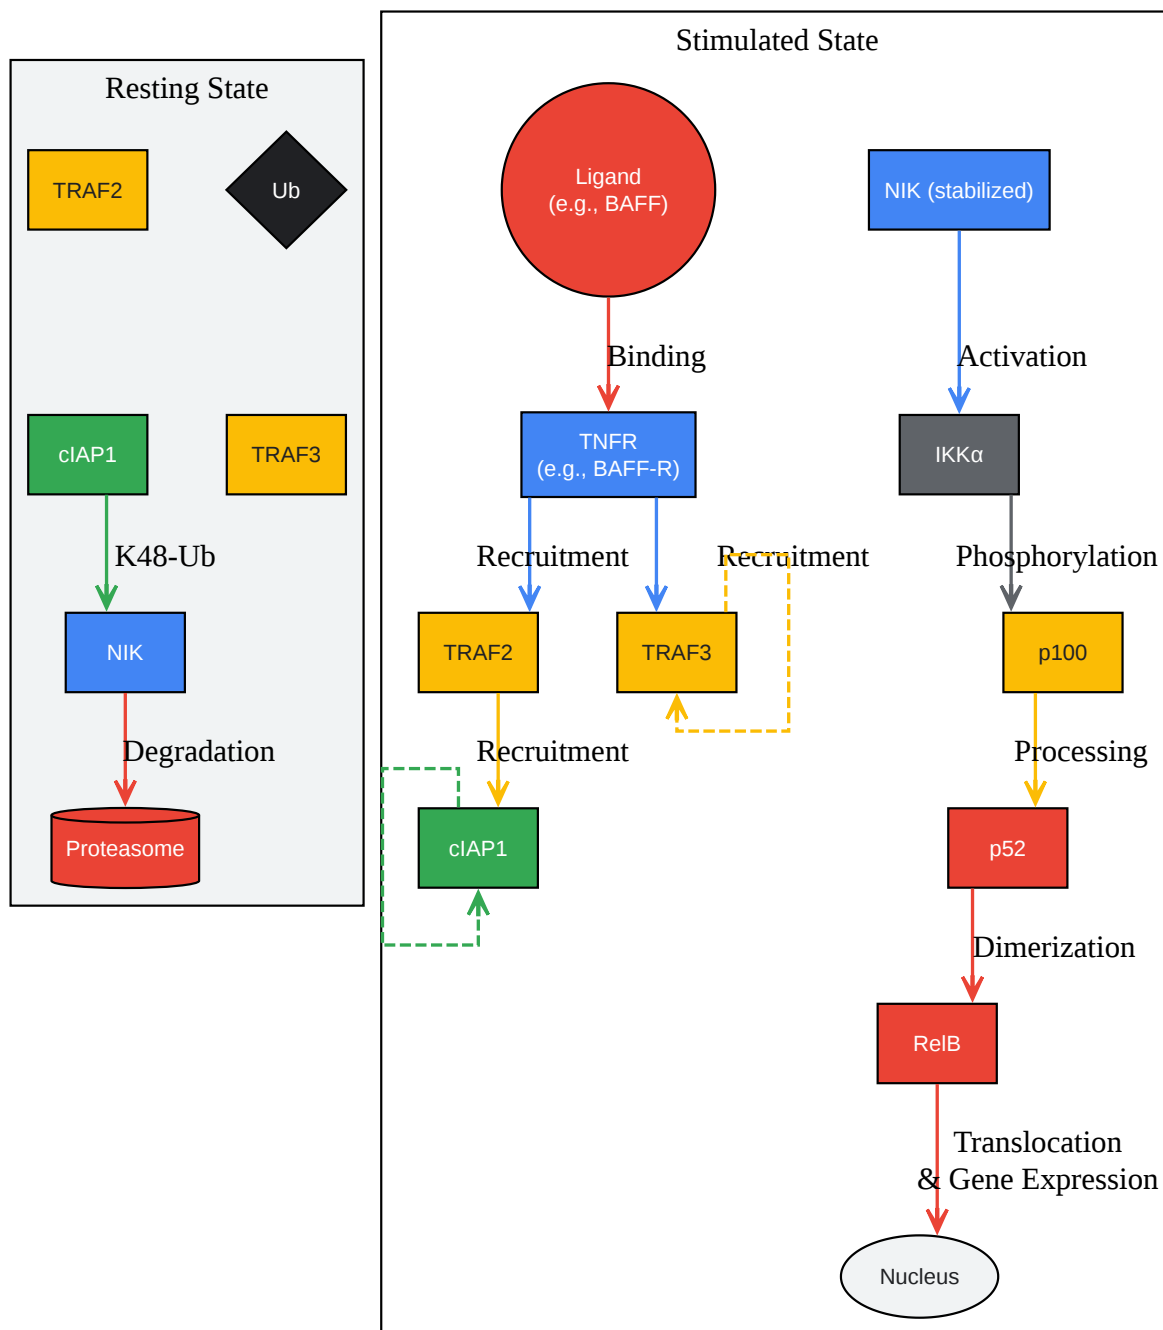 Resting State
TRAF2
Ub
cIAP1
TRAF3
K48-Ub
NIK
Degradation
Proteasome
Stimulated State
Ligand
(e.g., BAFF)
NIK (stabilized)
Binding
Activation
TNFR
(e.g., BAFF-R)
IKKα
Recruitment
Recruitment
Phosphorylation
TRAF2
TRAF3
p100
Recruitment
Processing
cIAP1
p52
Dimerization
RelB
Translocation
& Gene Expression
Nucleus